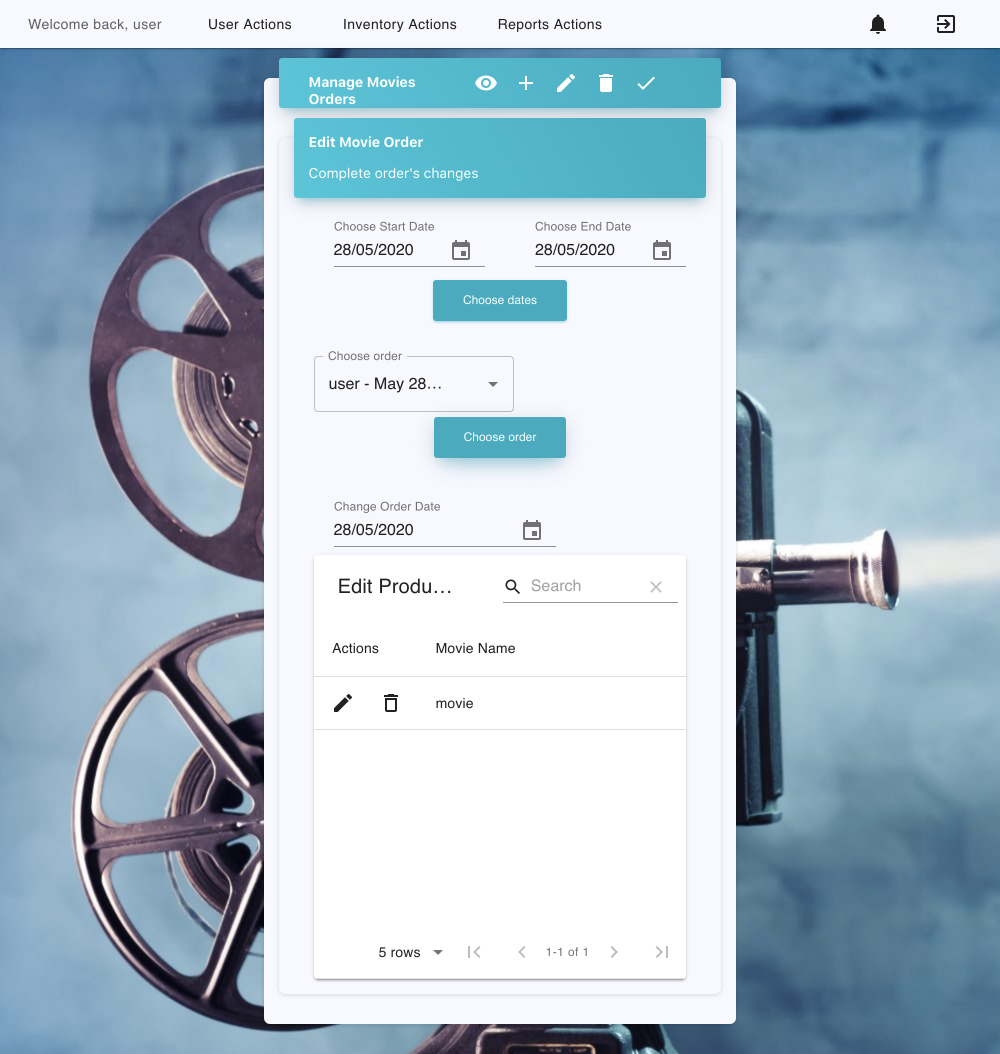 Welcome back, user
User Actions
Inventory Actions
Reports Actions
Manage Movies
Orders
Edit Movie Order
Complete order's changes
Choose Start Date
Choose End Date
28/05/2020
28/05/2020
Choose dates
Choose order
user - May 28...
Choose order
Change Order Date
28/05/2020
Edit Produ...
Search
Actions
Movie Name
movie
5 rows
1-1 of 1